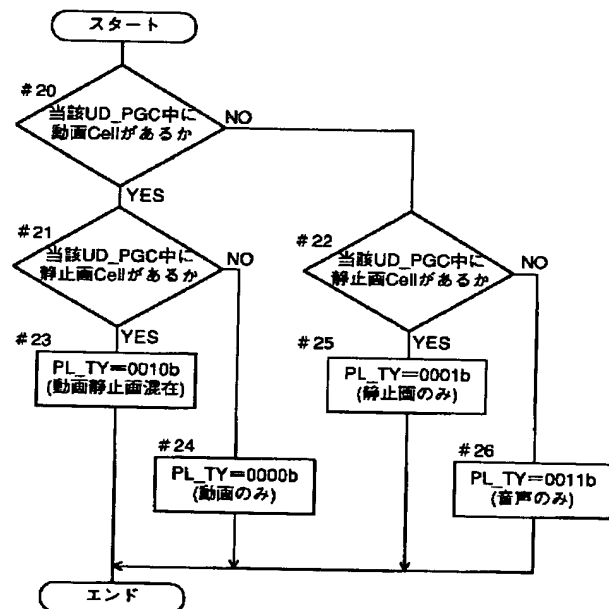 スタート
#20
当該UD_PGC中に
動画Cellがあるか
NO
YES
#21
当該UD_PGC中に
静止画Cellがあるか
NO
YES
#22
当該UD_PGC中に
静止画Cellがあるか
NO
YES
#23
PL_TY=0010b
(動画静止画混在)
#25
PL_TY=0001b
(静止画のみ)
#24
PL_TY=0000b
(動画のみ)
#26
PL_TY=0011b
(音声のみ)
エンド